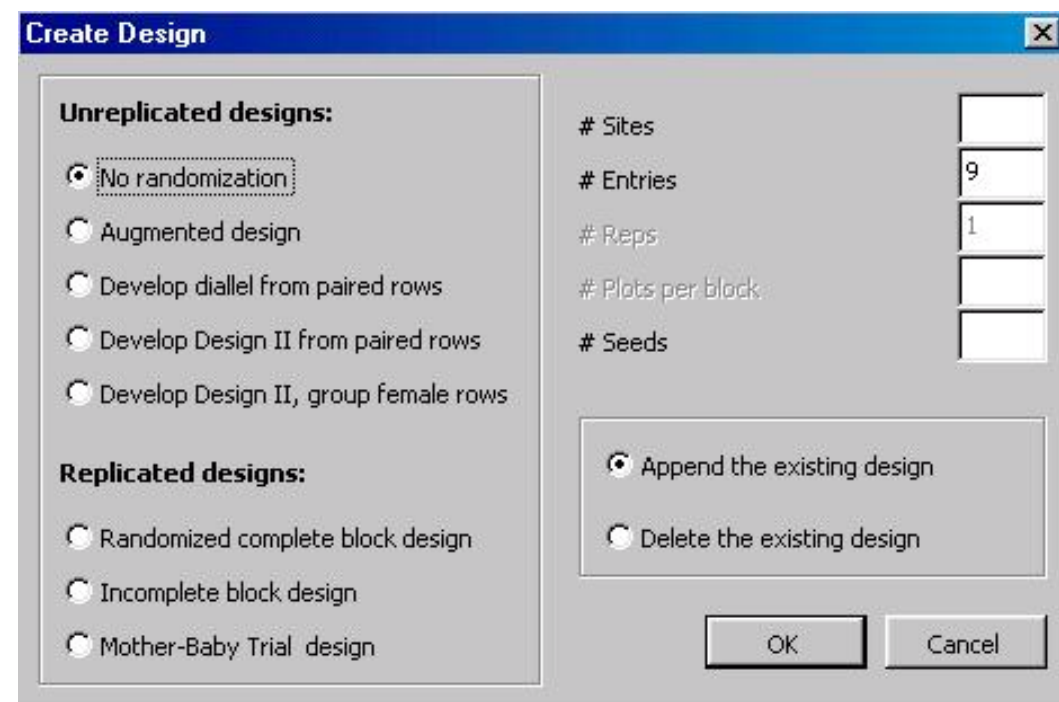 Create Design
Unreplicated designs:
No randomization
Augmented design
Develop diallel from paired rows
Develop Design II from paired rows
Develop Design II, group female rows
Replicated designs:
Randomized complete block design
Incomplete block design
Mother-Baby Trial design
# Sites
# Entries 9
# Reps 1
# Plots per block
# Seeds
Append the existing design
Delete the existing design
OK Cancel